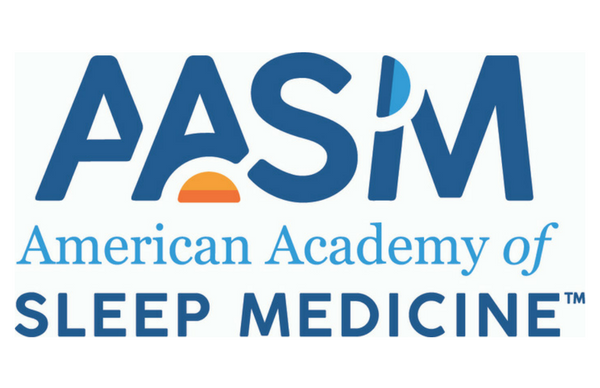 AASM
American Academy of
SLEEP MEDICINE™